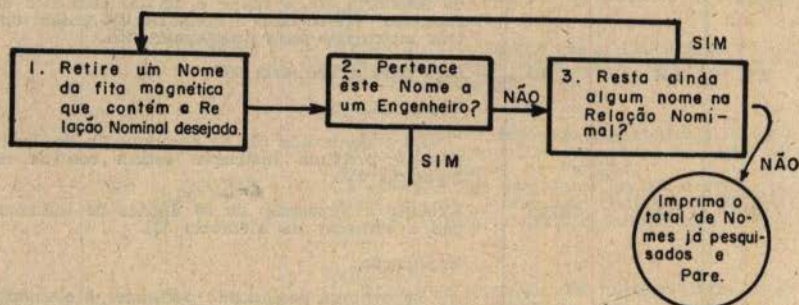 SIM
1. Retire um Nome
da fita magnética
que contém a Re
lação Nominal desejada.
2. Pertence
êste Nome a
um Engenheiro?
NÃO
SIM
3. Resta ainda
algum nome na
Relação Nomi-
mal?
NÃO
Imprima o
total de No-
mes já pesqui-
sados e
Pare.